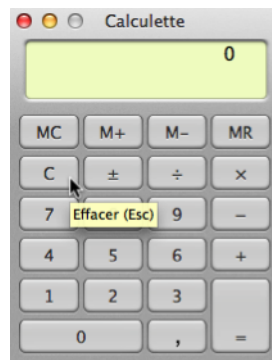 Calculette
0
MC M+ M− MR
C ± ÷ ×
7 Effacer (Esc) 9 −
4 5 6 +
1 2 3
0 , =